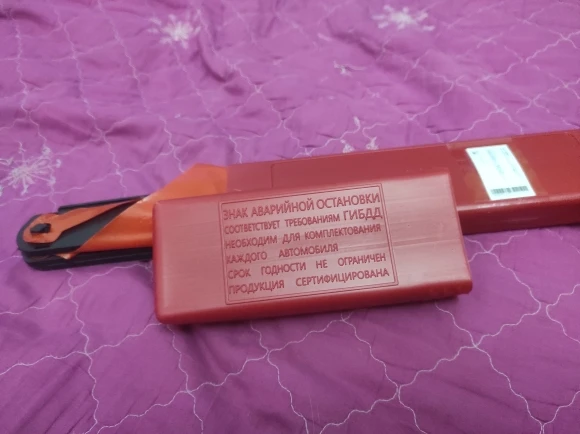 ЗНАК АВАРИЙНОЙ ОСТАНОВКИ
СООТВЕТСТВУЕТ ТРЕБОВАНИЯМ ГИБДД
НЕОБХОДИМ ДЛЯ КОМПЛЕКТОВАНИЯ
КАЖДОГО АВТОМОБИЛЯ
СРОК ГОДНОСТИ НЕ ОГРАНИЧЕН
ПРОДУКЦИЯ СЕРТИФИЦИРОВАНА